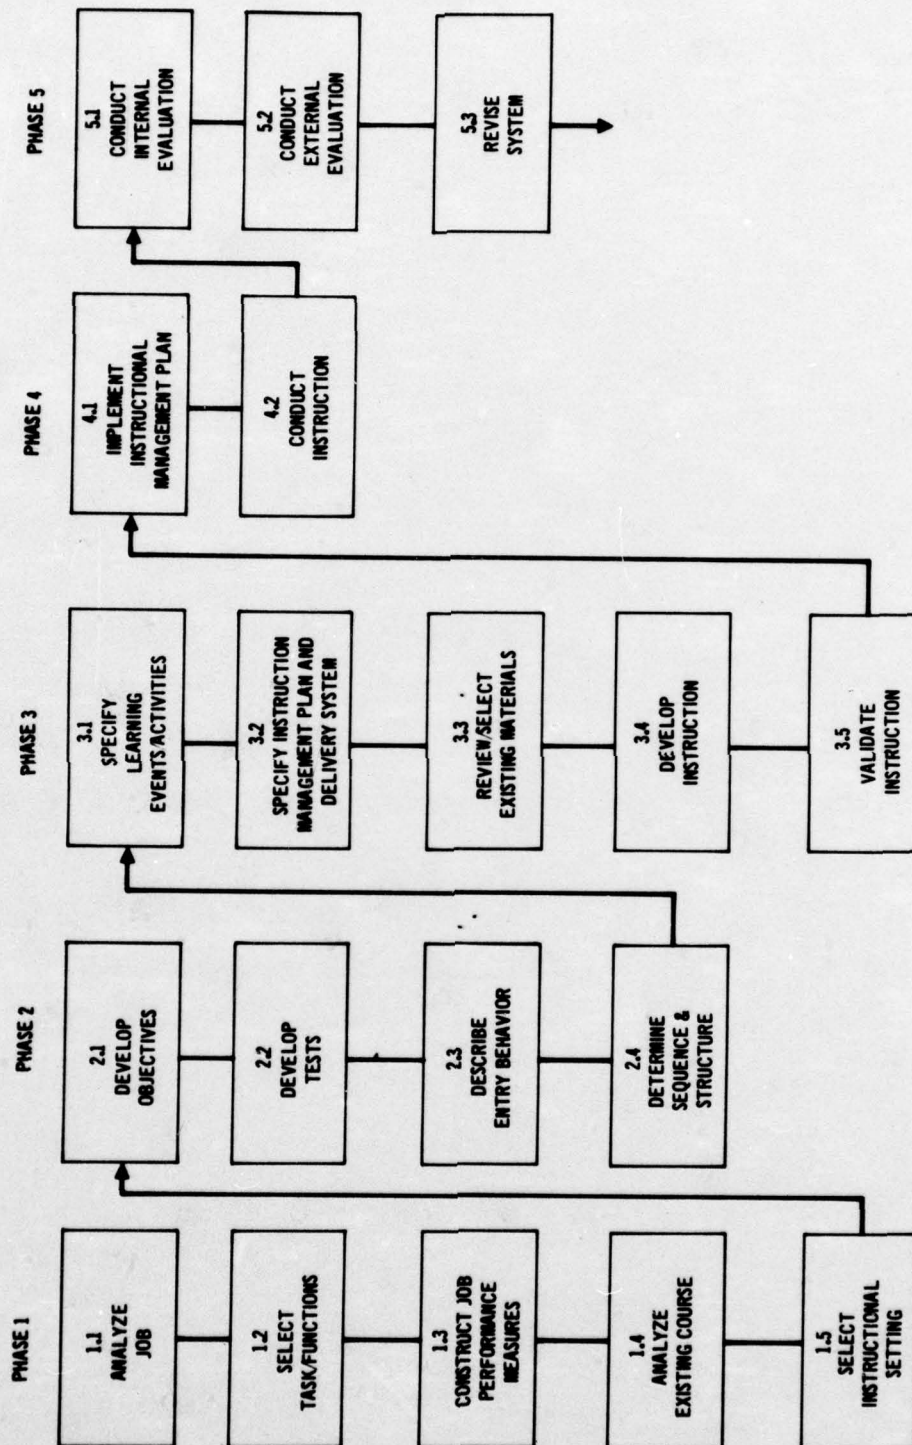 PHASE 1
1.1
ANALYZE
JOB
1.2
SELECT
TASK/FUNCTIONS
1.3
CONSTRUCT JOB
PERFORMANCE
MEASURES
1.4
ANALYZE
EXISTING COURSE
1.5
SELECT
INSTRUCTIONAL
SETTING
PHASE 2
2.1
DEVELOP
OBJECTIVES
2.2
DEVELOP
TESTS
2.3
DESCRIBE
ENTRY BEHAVIOR
2.4
DETERMINE
SEQUENCE &
STRUCTURE
PHASE 3
3.1
SPECIFY
LEARNING
EVENTS/ACTIVITIES
3.2
SPECIFY INSTRUCTION
MANAGEMENT PLAN AND
DELIVERY SYSTEM
3.3
REVIEW/SELECT
EXISTING MATERIALS
3.4
DEVELOP
INSTRUCTION
3.5
VALIDATE
INSTRUCTION
PHASE 4
4.1
IMPLEMENT
INSTRUCTIONAL
MANAGEMENT PLAN
4.2
CONDUCT
INSTRUCTION
PHASE 5
5.1
CONDUCT
INTERNAL
EVALUATION
5.2
CONDUCT
EXTERNAL
EVALUATION
5.3
REVISE
SYSTEM